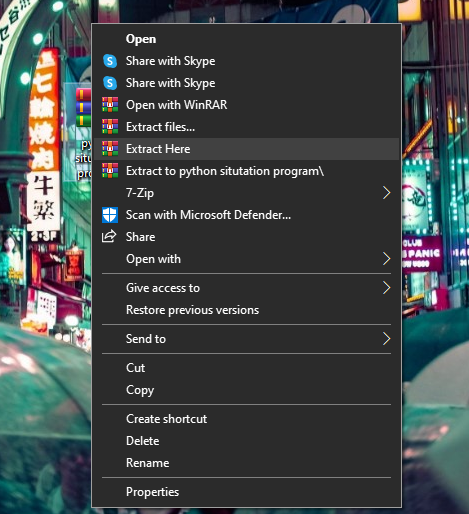 Open
Share with Skype
Share with Skype
Open with WinRAR
Extract files...
Extract Here
Extract to python situtation program\
7-Zip
Scan with Microsoft Defender...
Share
Open with
Give access to
Restore previous versions
Send to
Cut
Copy
Create shortcut
Delete
Rename
Properties
py
situ
pro
七
輪
焼
肉
牛
繁
CLUB
PANIC